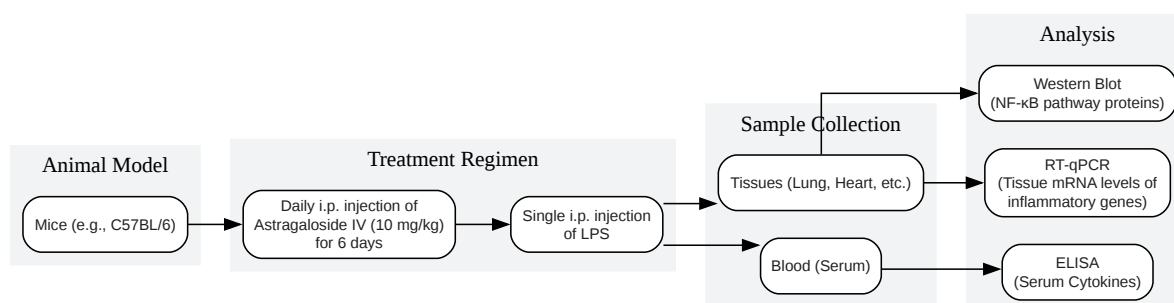 Animal Model
Mice (e.g., C57BL/6)
Treatment Regimen
Daily i.p. injection of
Astragaloside IV (10 mg/kg)
for 6 days
Single i.p. injection
of LPS
Sample Collection
Tissues (Lung, Heart, etc.)
Blood (Serum)
Analysis
Western Blot
(NF-κB pathway proteins)
RT-qPCR
(Tissue mRNA levels of
inflammatory genes)
ELISA
(Serum Cytokines)